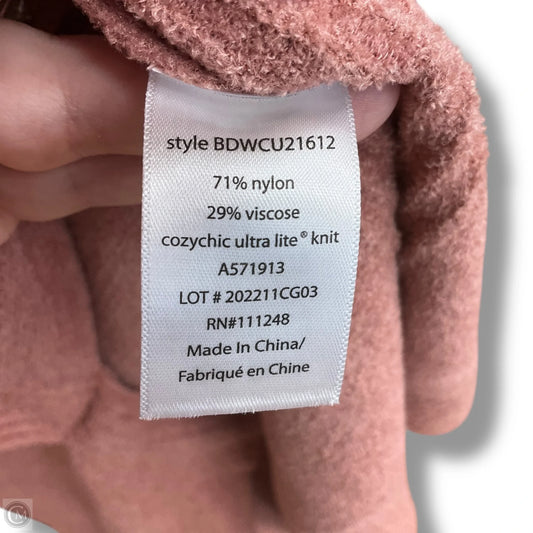 style BDWCU21612
71% nylon
29% viscose
cozychic ultra lite® knit
A571913
LOT # 202211CG03
RN#111248
Made In China/
Fabriqué en Chine